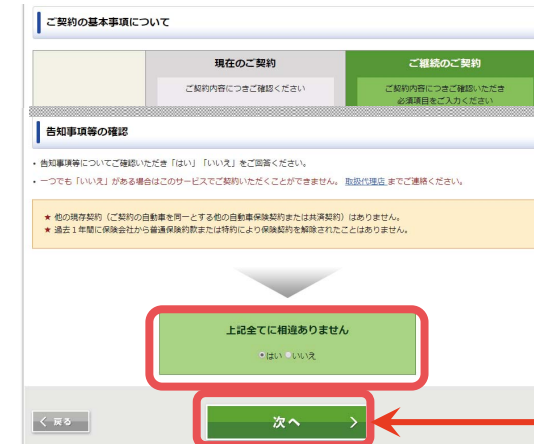 ご契約の基本事項について
現在のご契約
ご継続のご契約
ご契約内容につきご確認ください
ご契約内容につきご確認いただき
必須項目をご入力ください
告知事項等の確認
・告知事項等についてご確認いただき「はい」「いいえ」をご回答ください。
・一つでも「いいえ」がある場合はこのサービスでご契約いただくことができません。 取扱代理店 までご連絡ください。
★ 他の現存契約（ご契約の自動車を同一とする他の自動車保険契約または共済契約）はありません。
★ 過去１年間に保険会社から普通保険約款または特約により保険契約を解除されたことはありません。
上記全てに相違ありません
はい いいえ
戻る
次へ